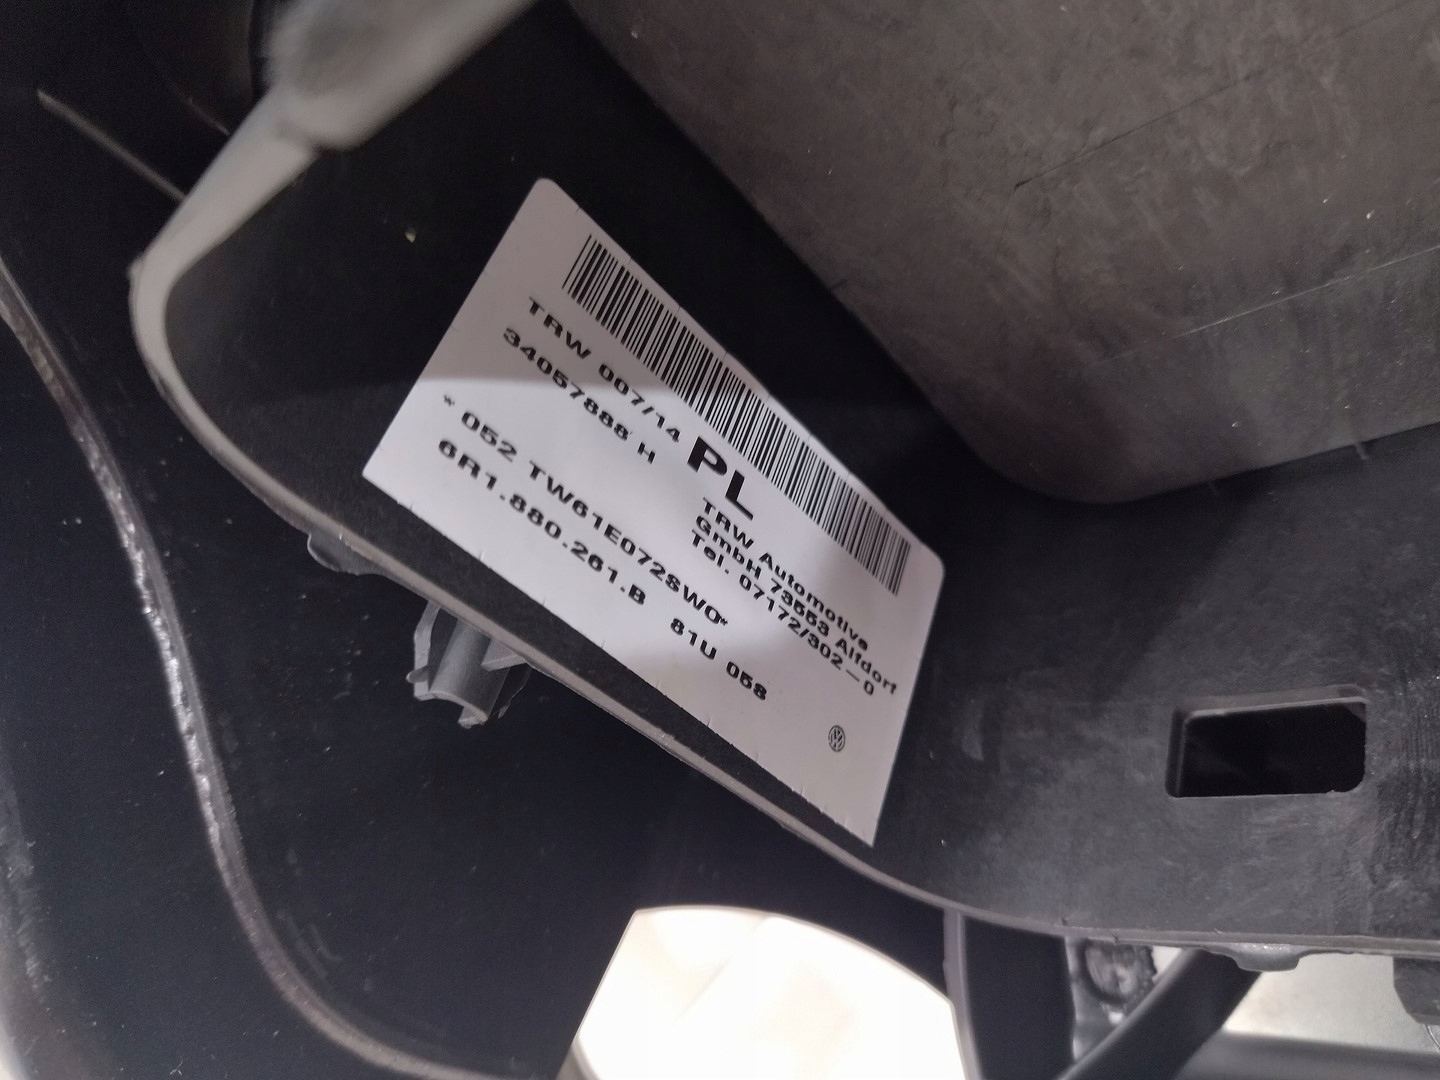 TRW 007/14
34057888 H
PL
TRW Automotive
GmbH 73553 Alfdorf
Tel. 07172/302-0
*052 TW61E072SW0*
6R1.880.261.B
81U 058